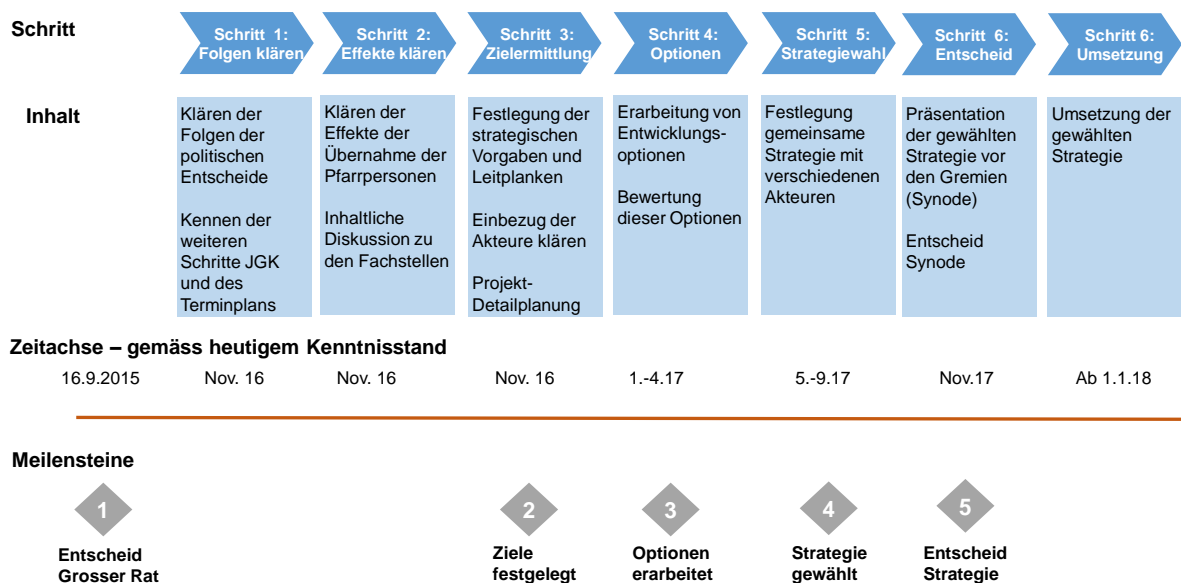 Schritt
Schritt 1:
Folgen klären
Schritt 2:
Effekte klären
Schritt 3:
Zielermittlung
Schritt 4:
Optionen
Schritt 5:
Strategiewahl
Schritt 6:
Entscheid
Schritt 6:
Umsetzung
Inhalt
Klären der
Folgen der
politischen
Entscheide
Kennen der
weiteren
Schritte JGK
und des
Terminplans
Klären der
Effekte der
Übernahme der
Pfarrpersonen
Inhaltliche
Diskussion zu
den Fachstellen
Festlegung der
strategischen
Vorgaben und
Leitplanken
Einbezug der
Akteure klären
Projekt-
Detailplanung
Erarbeitung von
Entwicklungs-
optionen
Bewertung
dieser Optionen
Festlegung
gemeinsame
Strategie mit
verschiedenen
Akteuren
Präsentation
der gewählten
Strategie vor
den Gremien
(Synode)
Entscheid
Synode
Umsetzung der
gewählten
Strategie
Zeitachse – gemäss heutigem Kenntnisstand
16.9.2015 Nov. 16 Nov. 16 Nov. 16 1.-4.17 5.-9.17 Nov.17 Ab 1.1.18
Meilensteine
1
Entscheid
Grosser Rat
2
Ziele
festgelegt
3
Optionen
erarbeitet
4
Strategie
gewählt
5
Entscheid
Strategie